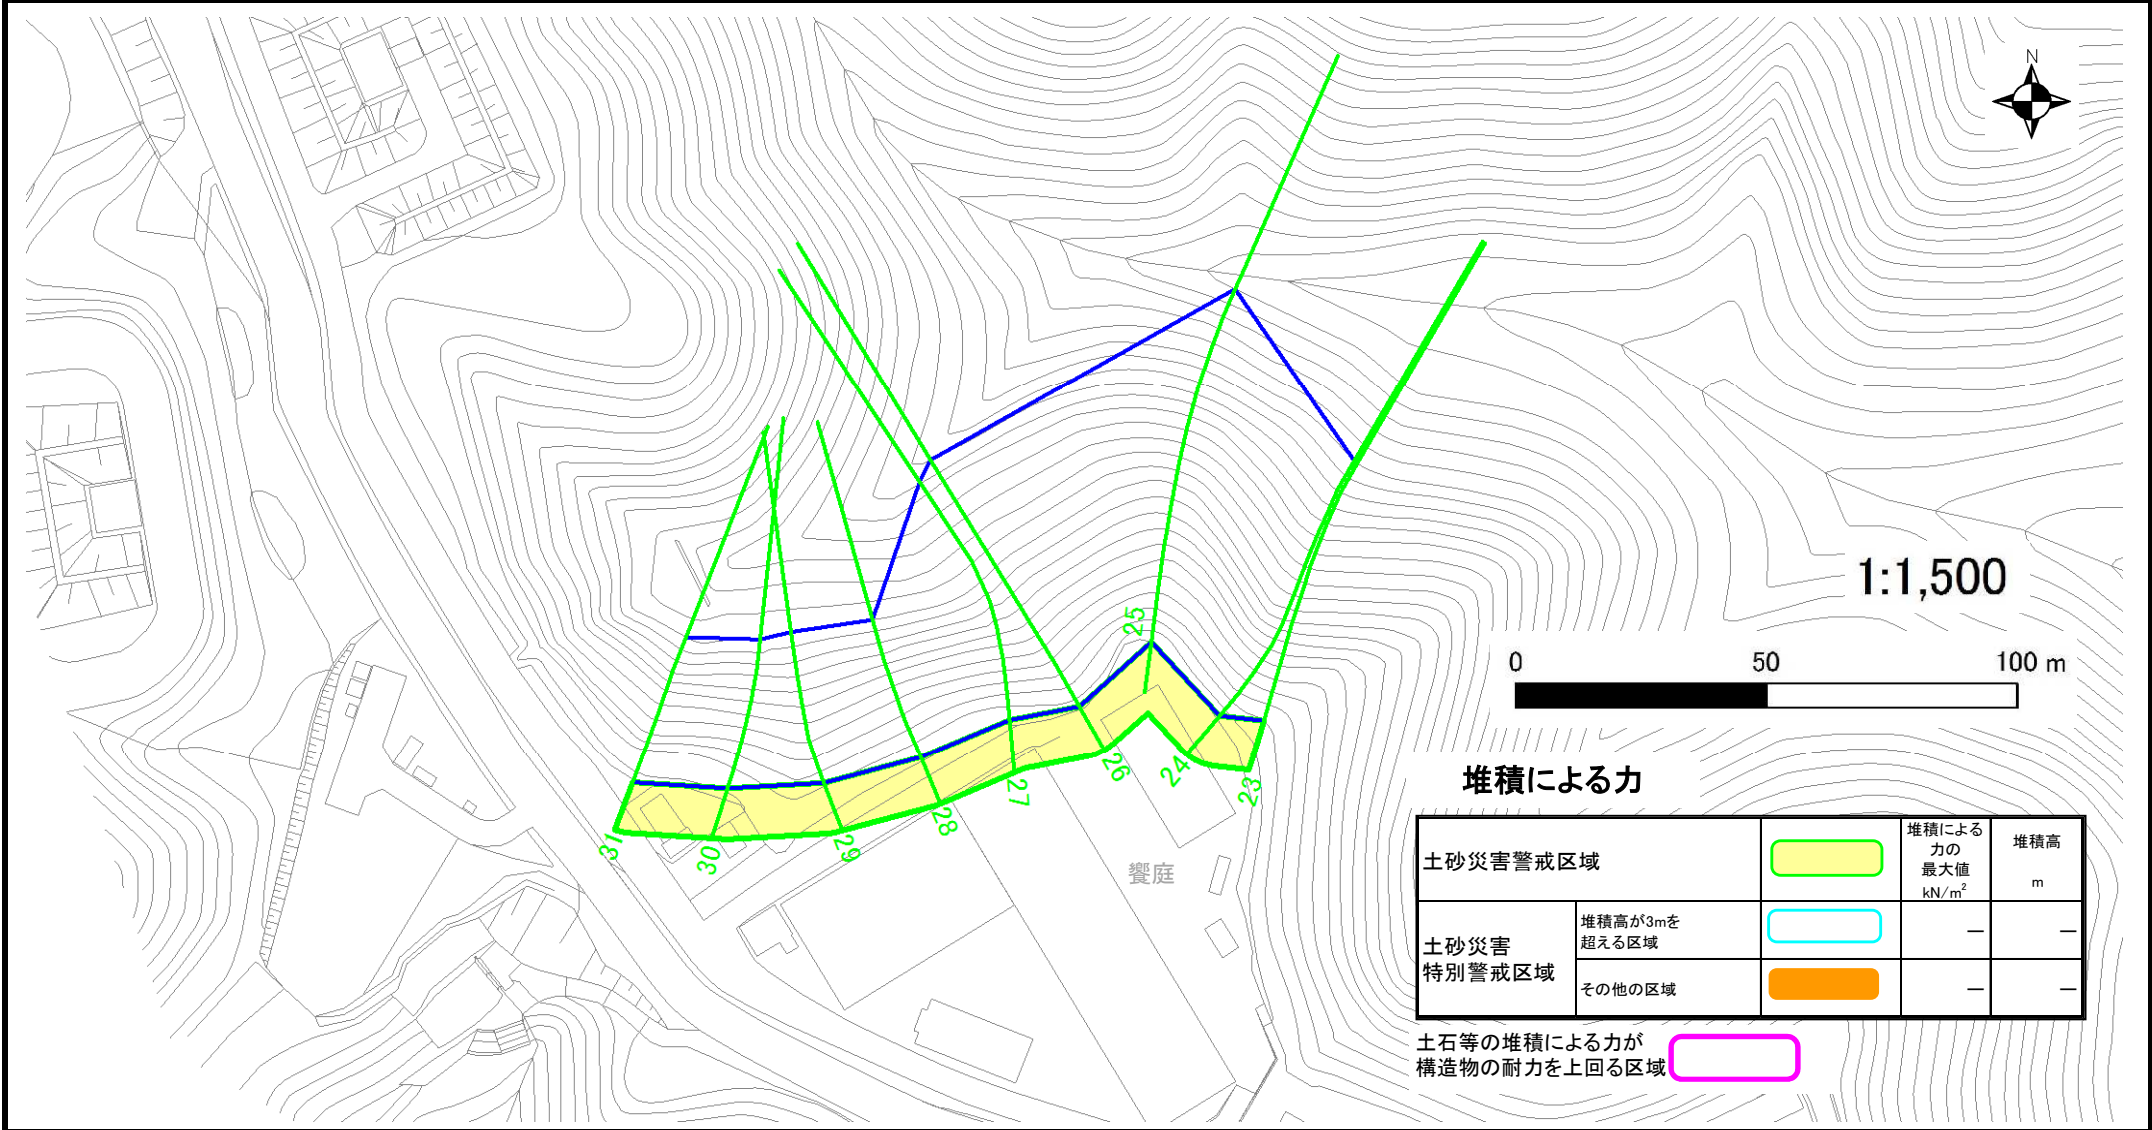 N
1:1,500
0 50 100 m
25
26
24
23
27
28
29
30
31
饗庭
堆積による力
土砂災害警戒区域
堆積による
力の
最大値
kN/m²
堆積高
m
土砂災害
特別警戒区域
堆積高が3mを
超える区域
— —
その他の区域
— —
土石等の堆積による力が
構造物の耐力を上回る区域